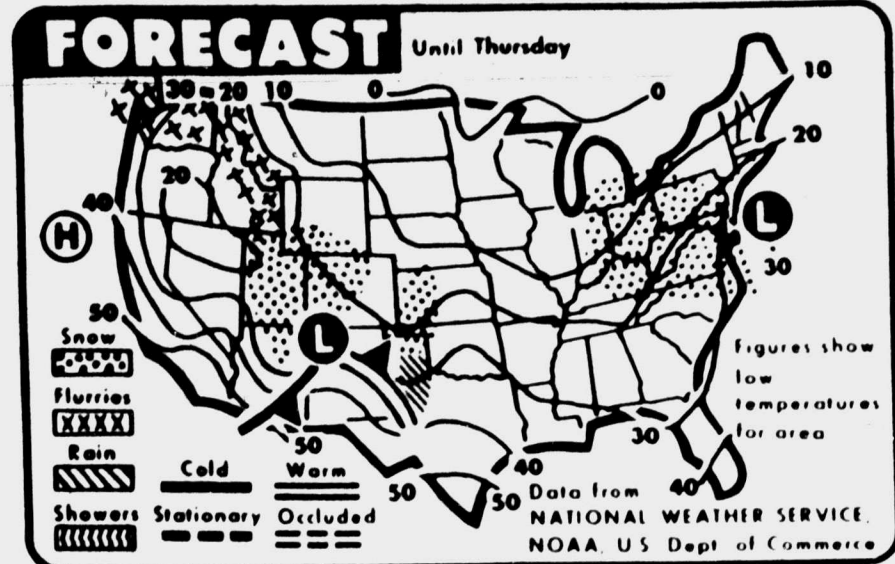 FORECAST
Until Thursday
30 20 10 0 0 10
20
20
40
H
L
30
50
Snow
L
Figures show
low
temperatures
for area
Flurries
Rain
Cold Warm
50
30
40
50
50
40
Data from
Showers Stationary Occluded
NATIONAL WEATHER SERVICE,
NOAA, US Dept of Commerce